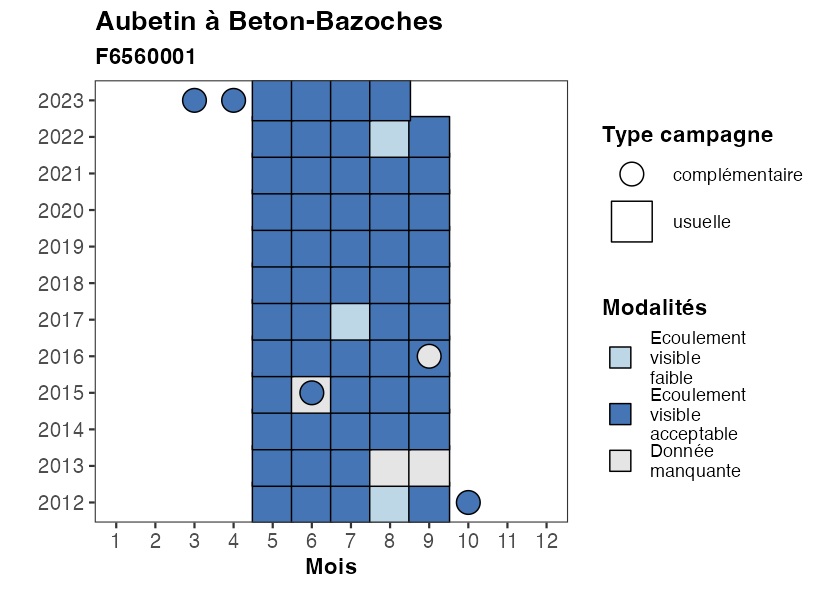 Aubetin à Beton-Bazoches
F6560001
2023
2022
2021
2020
2019
2018
2017
2016
2015
2014
2013
2012
1 2 3 4 5 6 7 8 9 10 11 12
Mois
Type campagne
complémentaire
usuelle
Modalités
Ecoulement
visible
faible
Ecoulement
visible
acceptable
Donnée
manquante